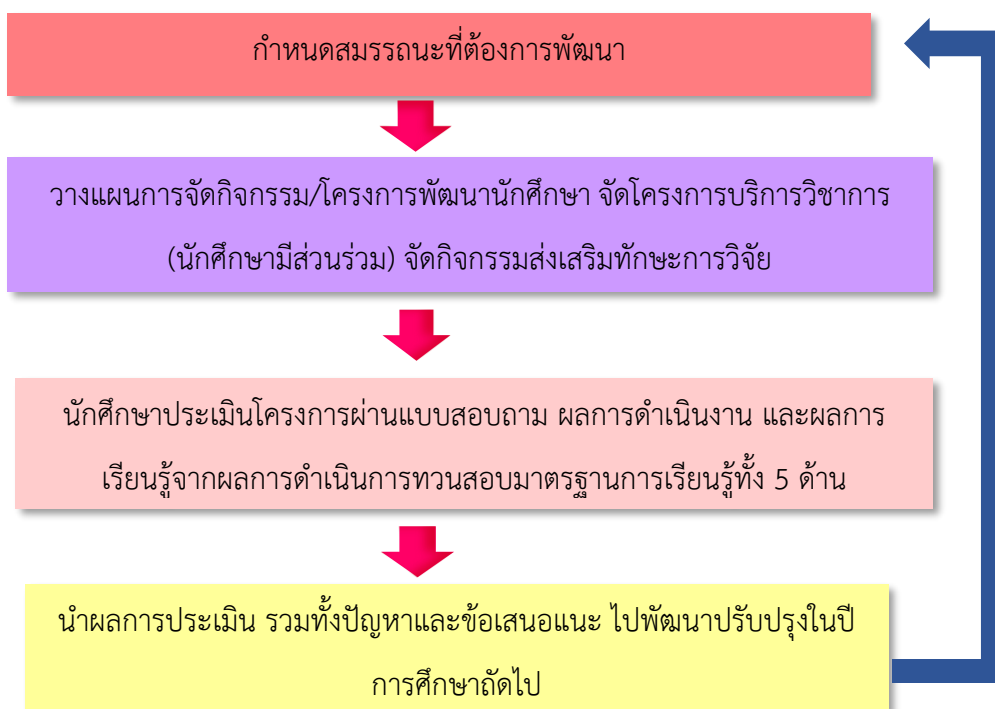 กำหนดสมรรถนะที่ต้องการพัฒนา
วางแผนการจัดกิจกรรม/โครงการพัฒนานักศึกษา จัดโครงการบริการวิชาการ
(นักศึกษามีส่วนร่วม) จัดกิจกรรมส่งเสริมทักษะการวิจัย
นักศึกษาประเมินโครงการผ่านแบบสอบถาม ผลการดำเนินงาน และผลการ
เรียนรู้จากผลการดำเนินการทวนสอบมาตรฐานการเรียนรู้ทั้ง 5 ด้าน
นำผลการประเมิน รวมทั้งปัญหาและข้อเสนอแนะ ไปพัฒนาปรับปรุงในปี
การศึกษาถัดไป